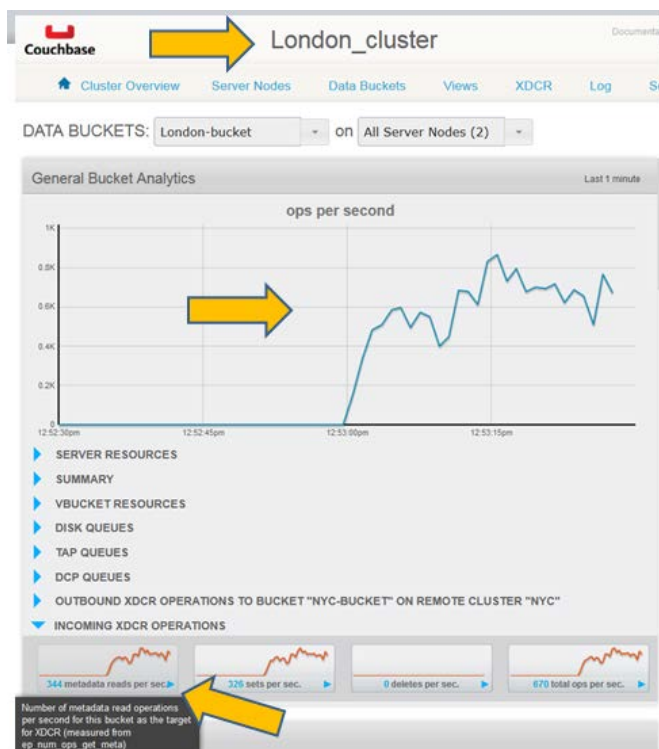 Couchbase
London_cluster
Documenta
Cluster Overview Server Nodes Data Buckets Views XDCR Log S
DATA BUCKETS: London-bucket on All Server Nodes (2)
General Bucket Analytics Last 1 minute
ops per second
1K
0.8K
0.6K
0.4K
0.2K
0
12:52:30pm 12:52:45pm 12:53:00pm 12:53:15pm
SERVER RESOURCES
SUMMARY
VBUCKET RESOURCES
DISK QUEUES
TAP QUEUES
DCP QUEUES
OUTBOUND XDCR OPERATIONS TO BUCKET "NYC-BUCKET" ON REMOTE CLUSTER "NYC"
INCOMING XDCR OPERATIONS
344 metadata reads per sec. 326 sets per sec. 0 deletes per sec. 670 total ops per sec.
Number of metadata read operations
per second for this bucket as the target
for XDCR (measured from
ep_num_ops_get_meta)